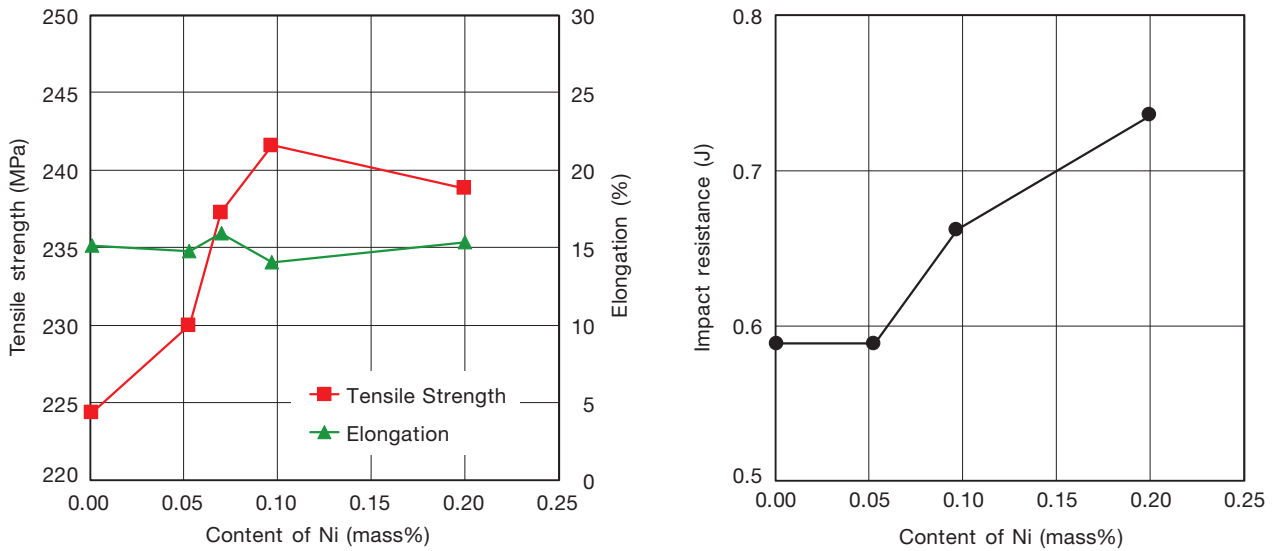 250
245
240
235
230
225
220
Tensile strength (MPa)
30
25
20
15
10
5
0
Elongation (%)
Tensile Strength
Elongation
0.00 0.05 0.10 0.15 0.20 0.25
Content of Ni (mass%)
0.8
0.7
0.6
0.5
Impact resistance (J)
0.00 0.05 0.10 0.15 0.20 0.25
Content of Ni (mass%)